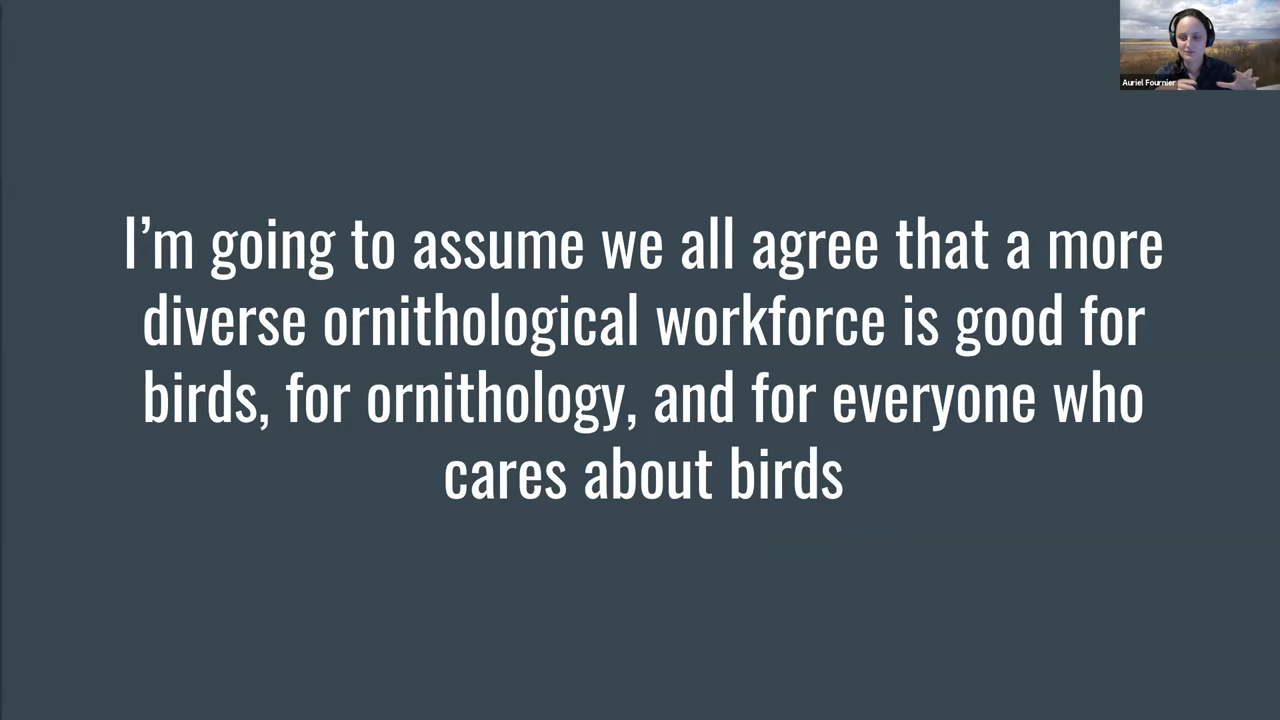 Auriel Fournier
I’m going to assume we all agree that a more
diverse ornithological workforce is good for
birds, for ornithology, and for everyone who
cares about birds